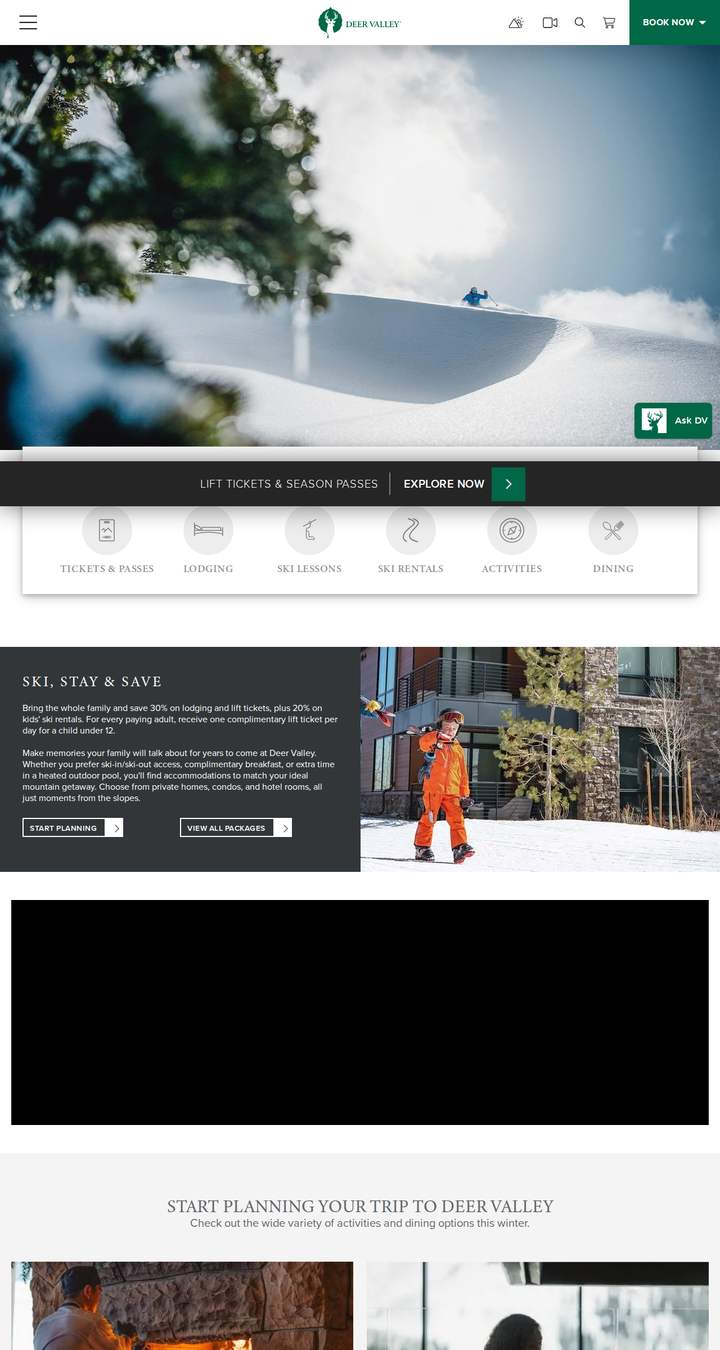 DEER VALLEY
BOOK NOW
Ask DV
LIFT TICKETS & SEASON PASSES
EXPLORE NOW
TICKETS & PASSES
LODGING
SKI LESSONS
SKI RENTALS
ACTIVITIES
DINING
SKI, STAY & SAVE
Bring the whole family and save 30% on lodging and lift tickets, plus 20% on
kids' ski rentals. For every paying adult, receive one complimentary lift ticket per
day for a child under 12.
Make memories your family will talk about for years to come at Deer Valley.
Whether you prefer ski-in/ski-out access, complimentary breakfast, or extra time
in a heated outdoor pool, you'll find accommodations to match your ideal
mountain getaway. Choose from private homes, condos, and hotel rooms, all
just moments from the slopes.
START PLANNING
VIEW ALL PACKAGES
START PLANNING YOUR TRIP TO DEER VALLEY
Check out the wide variety of activities and dining options this winter.